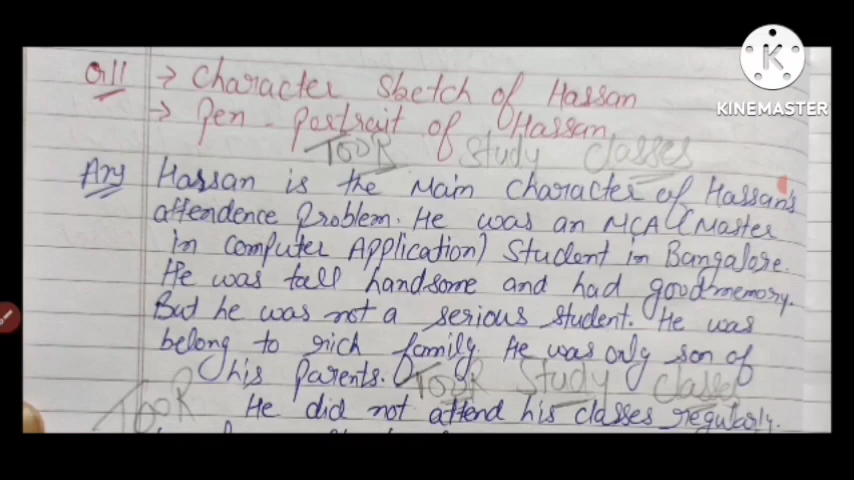 Q11 → Character Sketch of Hassan
→ Pen - Portrait of Hassan
TOOR Study Classes
Ans Hassan is the Main Character of Hassan's
attendence Problem. He was an MCA (Master
in Computer Application) Student in Bangalore.
He was tall handsome and had good memory.
But he was not a serious student. He was
belong to rich family. He was only son of
his parents.
TOOR Study Classes
TOOR
He did not attend his classes regularly.
K
KINEMASTER